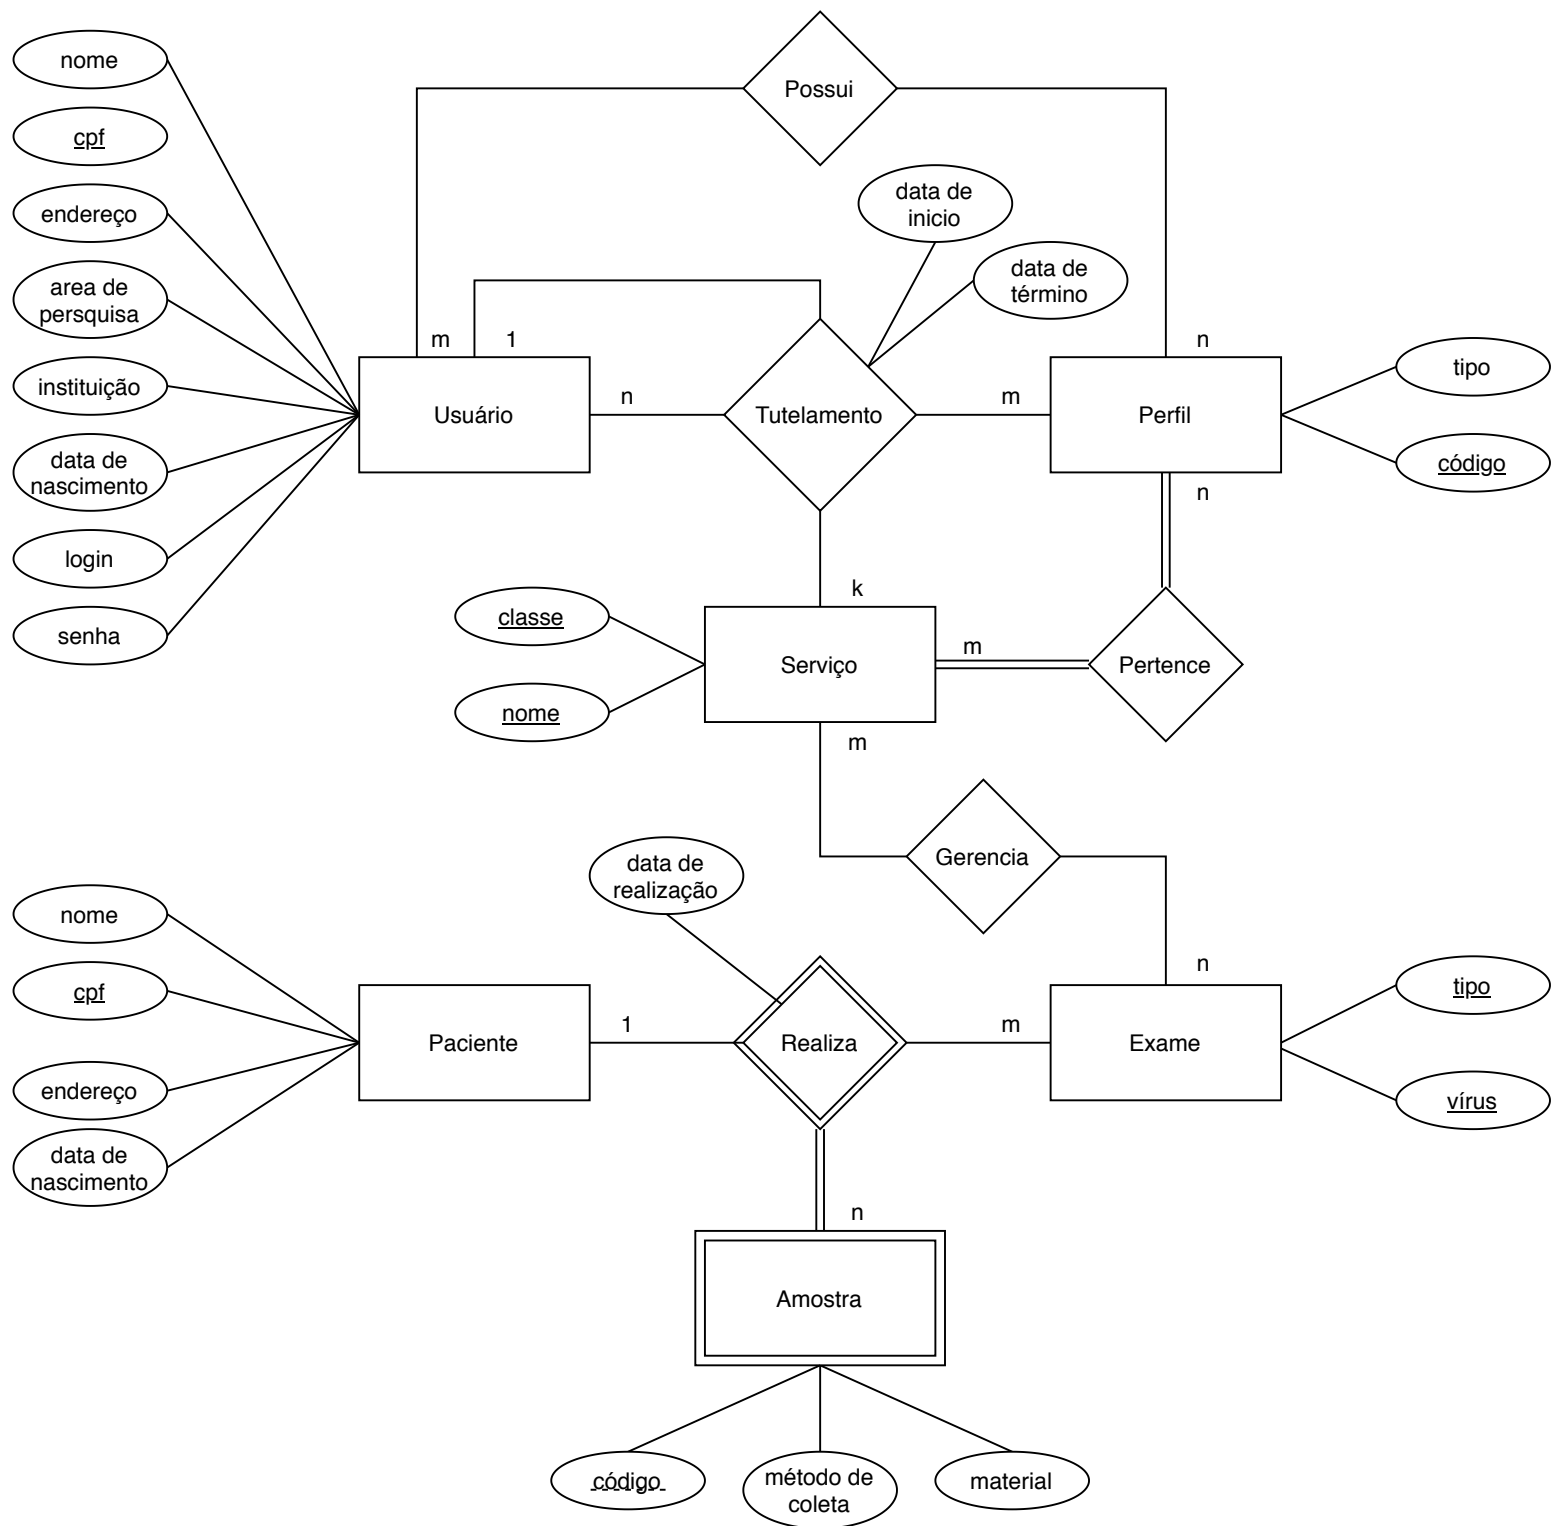 nome
Possui
cpf
data de
inicio
endereço
data de
término
area de
persquisa
m
1
n
tipo
instituição
Usuário
n
Tutelamento
m
Perfil
código
data de
nascimento
n
login
k
classe
senha
Serviço
m
Pertence
nome
m
data de
realização
Gerencia
nome
n
cpf
tipo
Paciente
1
Realiza
m
Exame
endereço
vírus
data de
nascimento
n
Amostra
código
método de
coleta
material